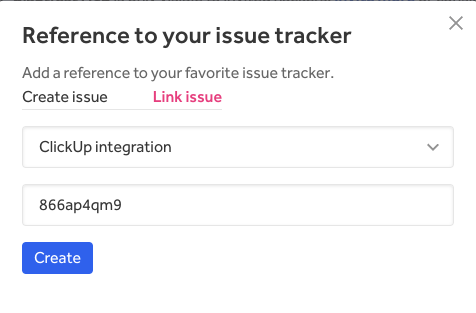 Reference to your issue tracker
Add a reference to your favorite issue tracker.
Create issue Link issue
ClickUp integration
866ap4qm9
Create